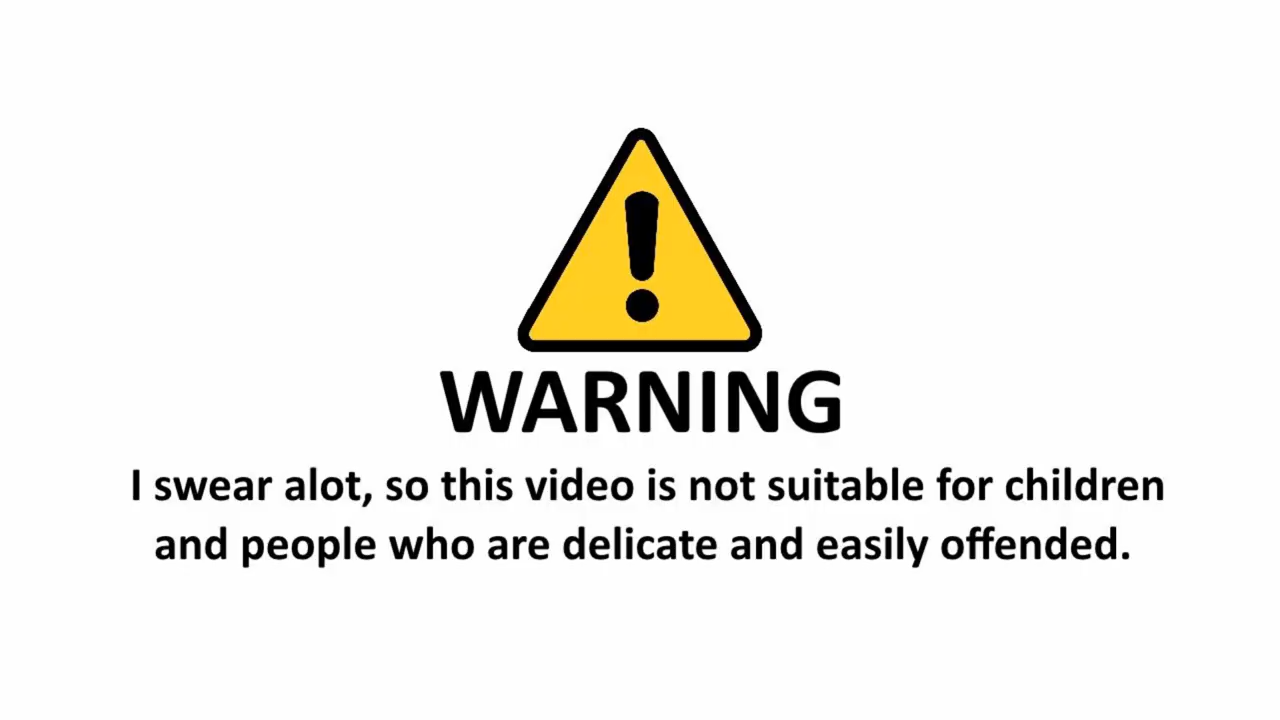 WARNING
I swear alot, so this video is not suitable for children
and people who are delicate and easily offended.